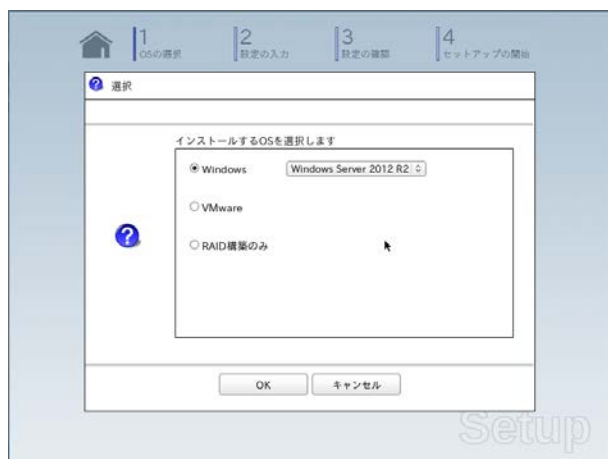 1
OSの選択
2
設定の入力
3
設定の確認
4
セットアップの開始
選択
インストールするOSを選択します
Windows
Windows Server 2012 R2
VMware
RAID構築のみ
OK
キャンセル
Setup